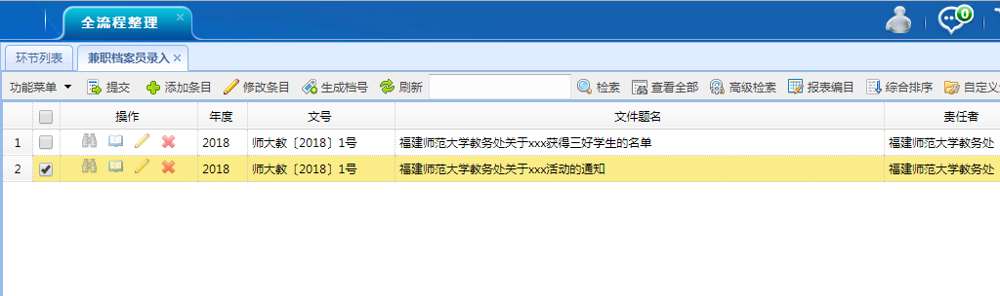 全流程整理
0
环节列表 兼职档案员录入
功能菜单 提交 添加条目 修改条目 生成档号 刷新 检索 查看全部 高级检索 报表编目 综合排序 自定义
操作 年度 文号 文件题名 责任者
1 2018 师大教〔2018〕1号 福建师范大学教务处关于xxx获得三好学生的名单 福建师范大学教务处
2 2018 师大教〔2018〕1号 福建师范大学教务处关于xxx活动的通知 福建师范大学教务处